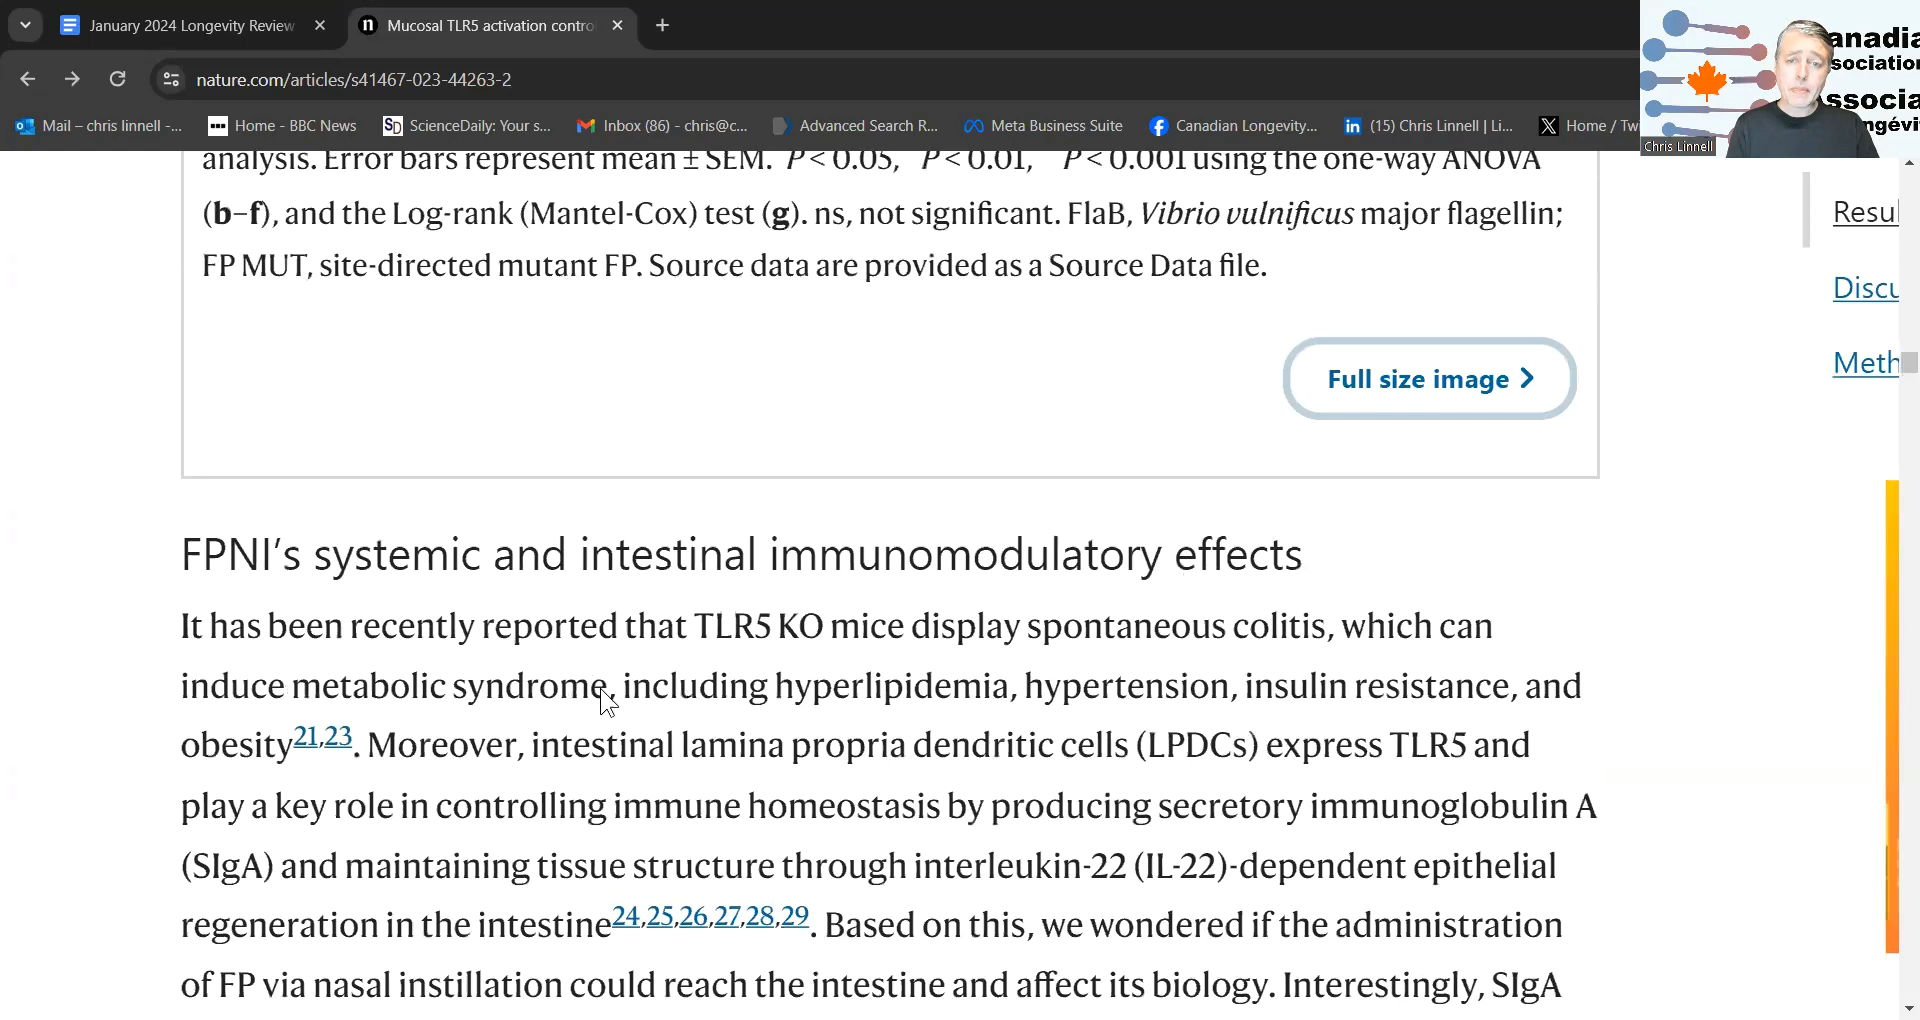 January 2024 Longevity Review
Mucosal TLR5 activation contro
nature.com/articles/s41467-023-44263-2
Mail – chris linnell -...
Home - BBC News
ScienceDaily: Your s...
Inbox (86) - chris@c...
Advanced Search R...
Meta Business Suite
Canadian Longevity...
(15) Chris Linnell | Li...
Home / Tw
anadia
sociation
ssocia
ngévi
Chris Linnell
analysis. Error bars represent mean ± SEM. P < 0.05, P < 0.01, P < 0.001 using the one-way ANOVA
(b–f), and the Log-rank (Mantel-Cox) test (g). ns, not significant. FlaB, Vibrio vulnificus major flagellin;
FP MUT, site-directed mutant FP. Source data are provided as a Source Data file.
Full size image
Resul
Discu
Meth
FPNI’s systemic and intestinal immunomodulatory effects
It has been recently reported that TLR5 KO mice display spontaneous colitis, which can
induce metabolic syndrome, including hyperlipidemia, hypertension, insulin resistance, and
obesity21,23. Moreover, intestinal lamina propria dendritic cells (LPDCs) express TLR5 and
play a key role in controlling immune homeostasis by producing secretory immunoglobulin A
(SIgA) and maintaining tissue structure through interleukin-22 (IL-22)-dependent epithelial
regeneration in the intestine24,25,26,27,28,29. Based on this, we wondered if the administration
of FP via nasal instillation could reach the intestine and affect its biology. Interestingly, SIgA